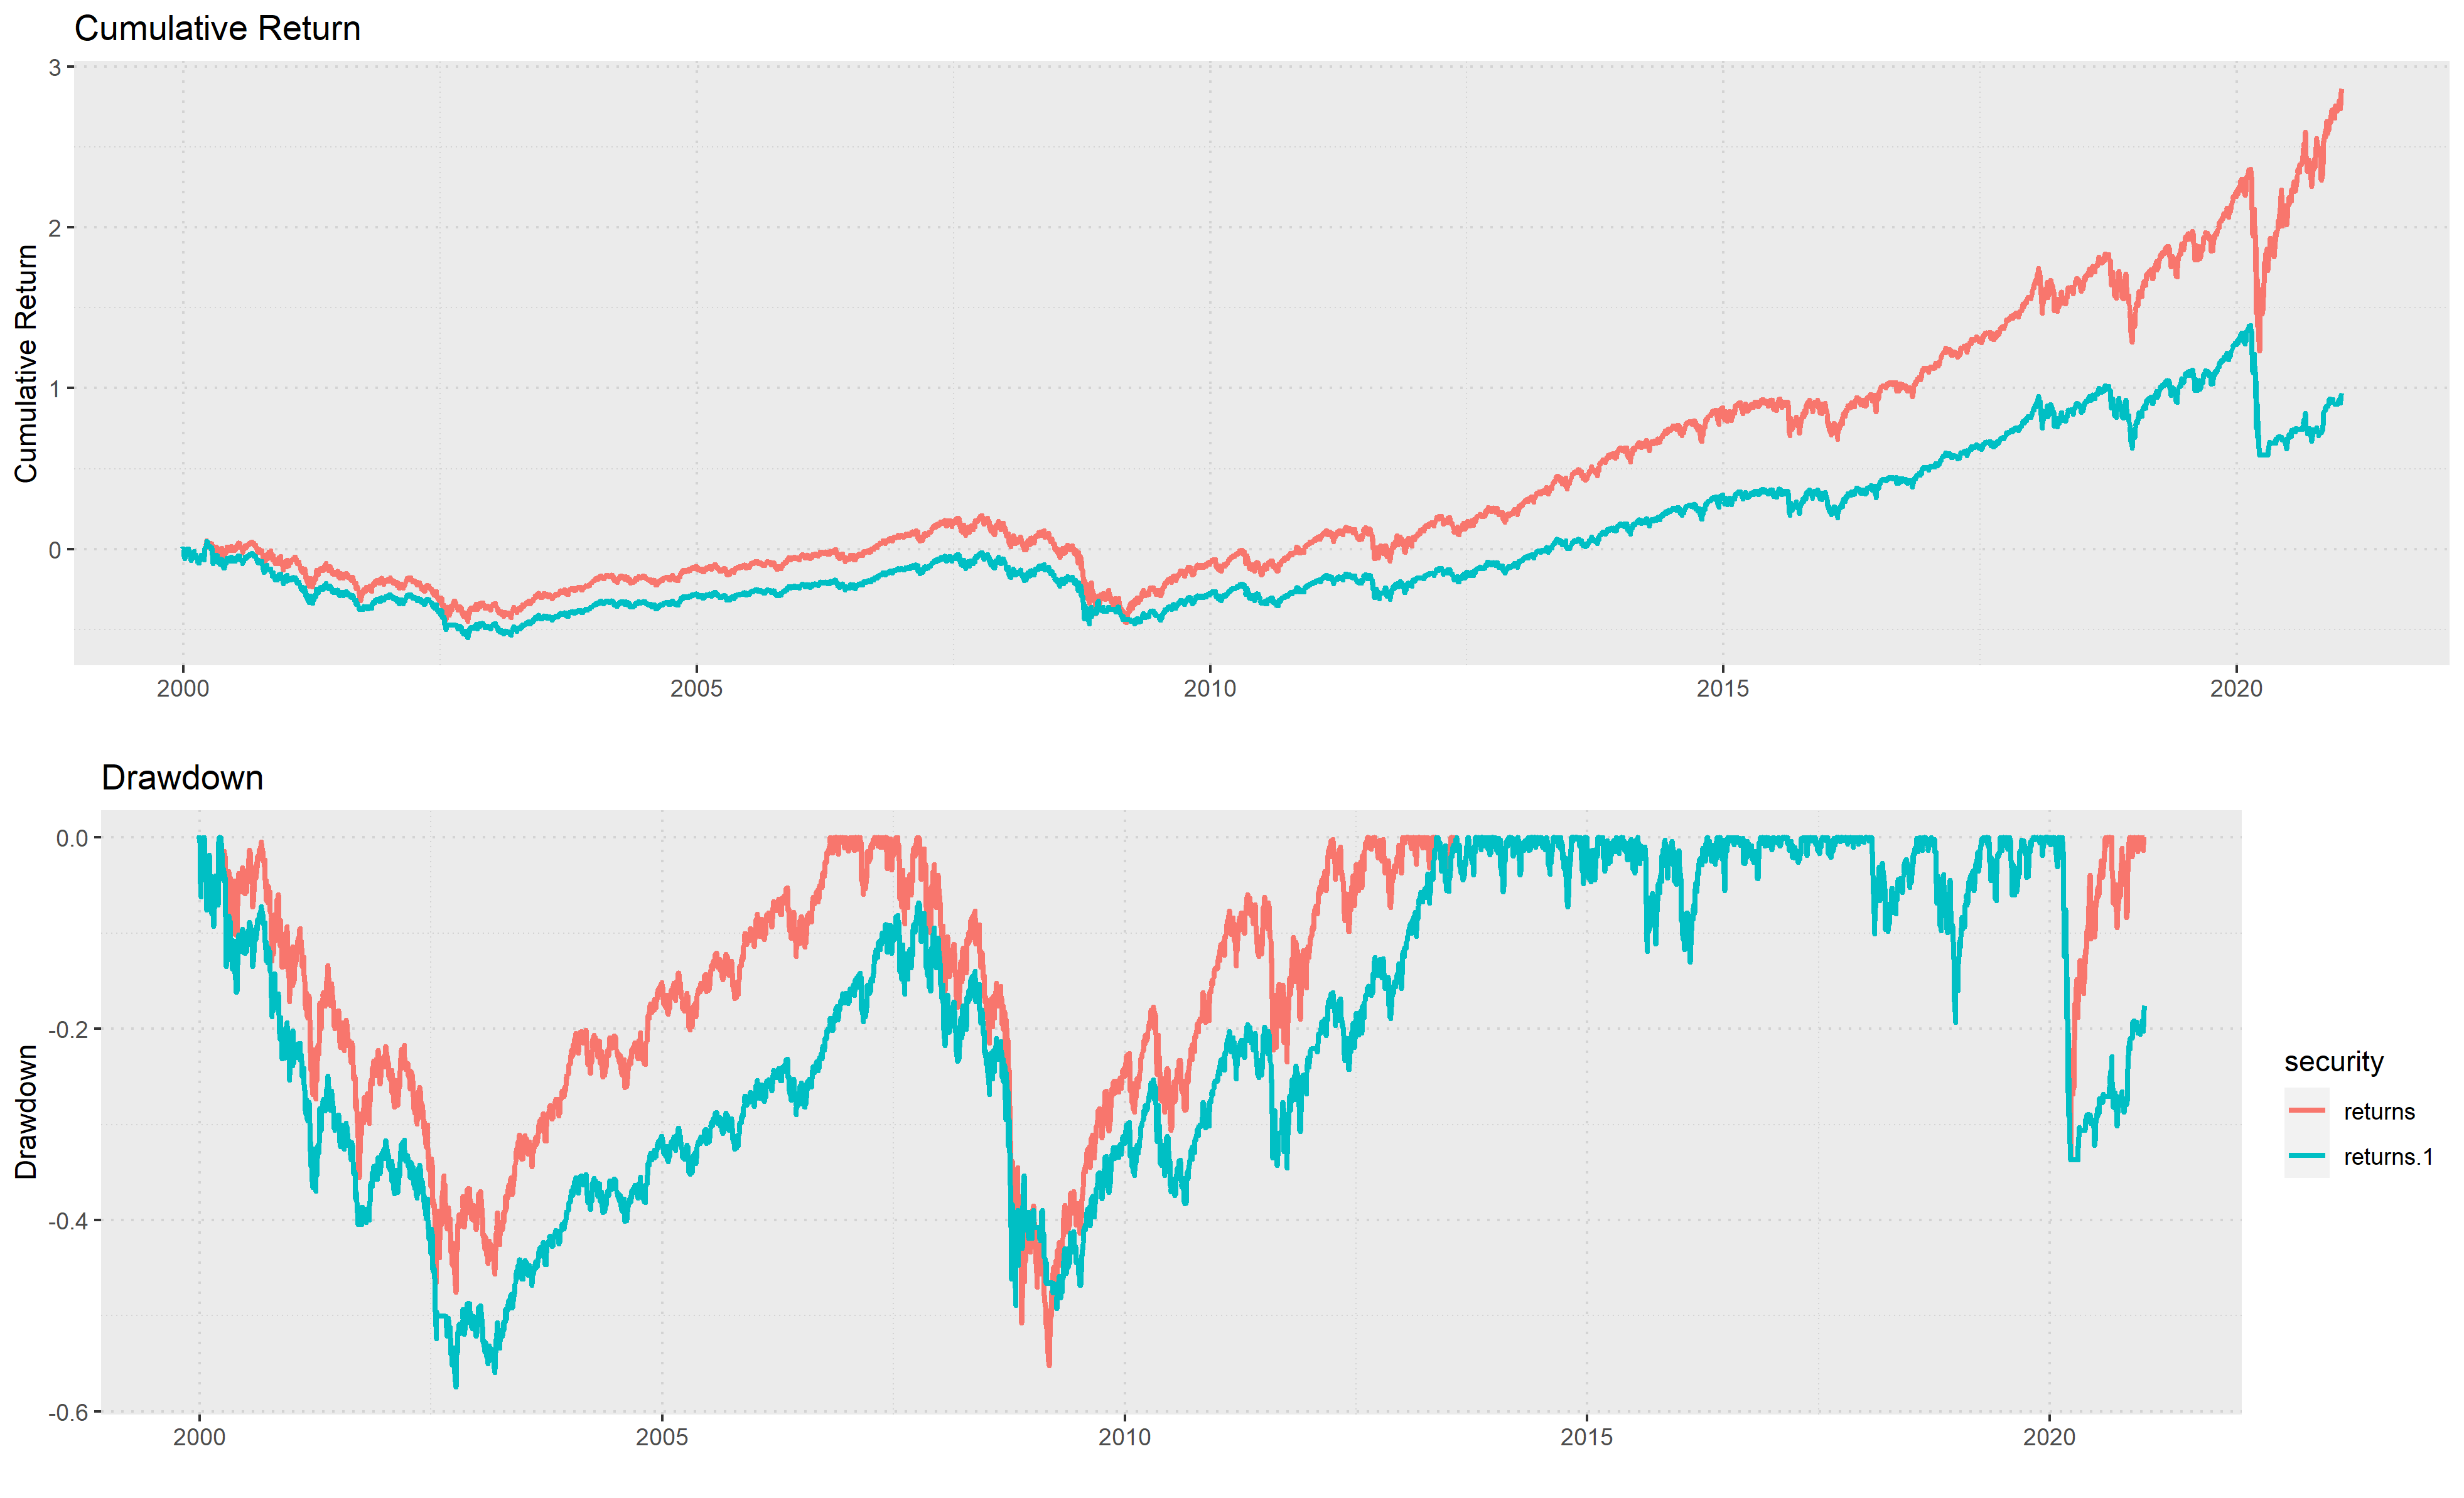 Cumulative Return
Cumulative Return
3
2
1
0
2000 2005 2010 2015 2020
Drawdown
Drawdown
0.0
-0.2
-0.4
-0.6
2000 2005 2010 2015 2020
security
returns
returns.1